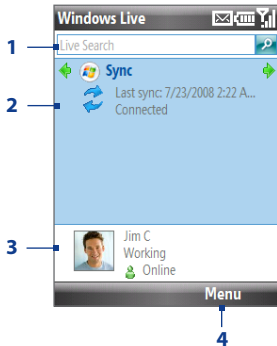 Windows Live
1
Live Search
Sync
2
Last sync: 7/23/2008 2:22 A...
Connected
Jim C
3
Working
Online
Menu
4